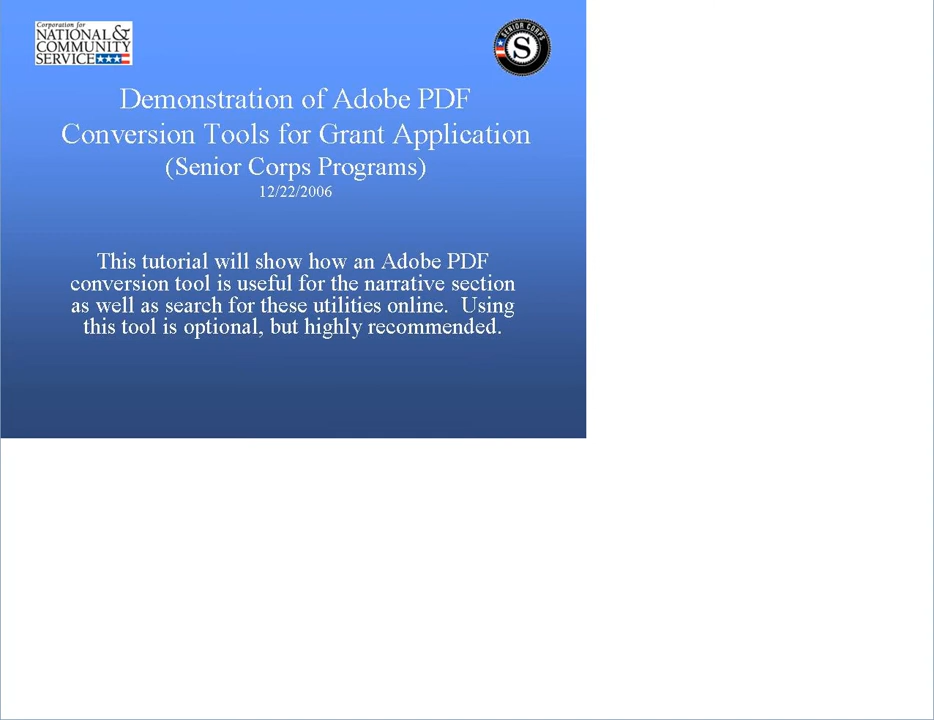 Corporation for
NATIONAL &
COMMUNITY
SERVICE
SENIOR CORPS
S
Demonstration of Adobe PDF
Conversion Tools for Grant Application
(Senior Corps Programs)
12/22/2006
This tutorial will show how an Adobe PDF
conversion tool is useful for the narrative section
as well as search for these utilities online.  Using
this tool is optional, but highly recommended.